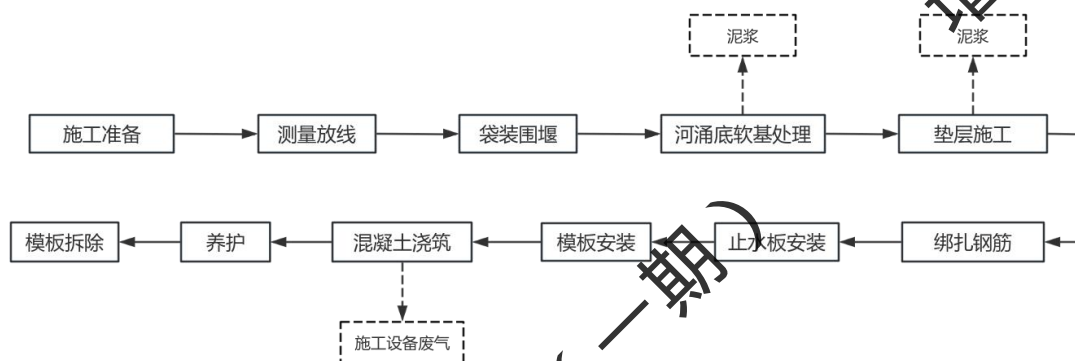 泥浆
泥浆
施工准备
测量放线
袋装围堰
河涌底软基处理
垫层施工
模板拆除
养护
混凝土浇筑
模板安装
止水板安装
绑扎钢筋
施工设备废气
（一期）